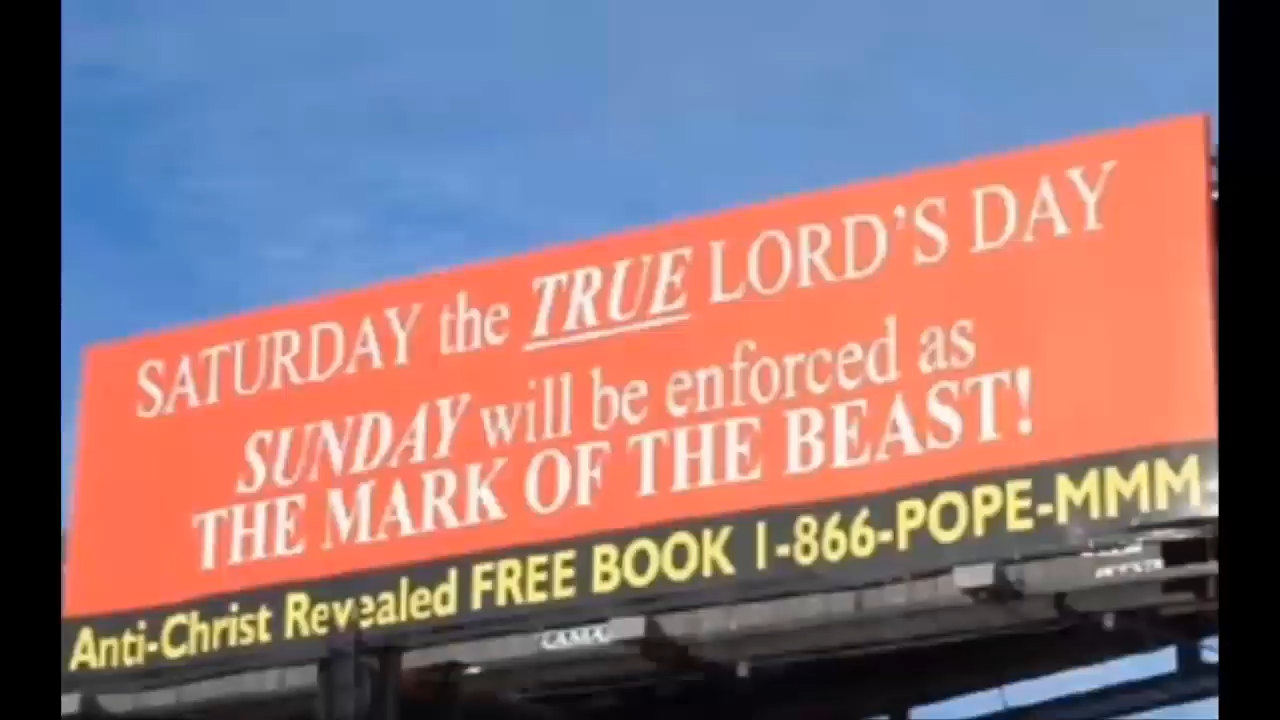 SATURDAY the TRUE LORD'S DAY
SUNDAY will be enforced as
THE MARK OF THE BEAST!
Anti-Christ Revealed FREE BOOK 1-866-POPE-MMM